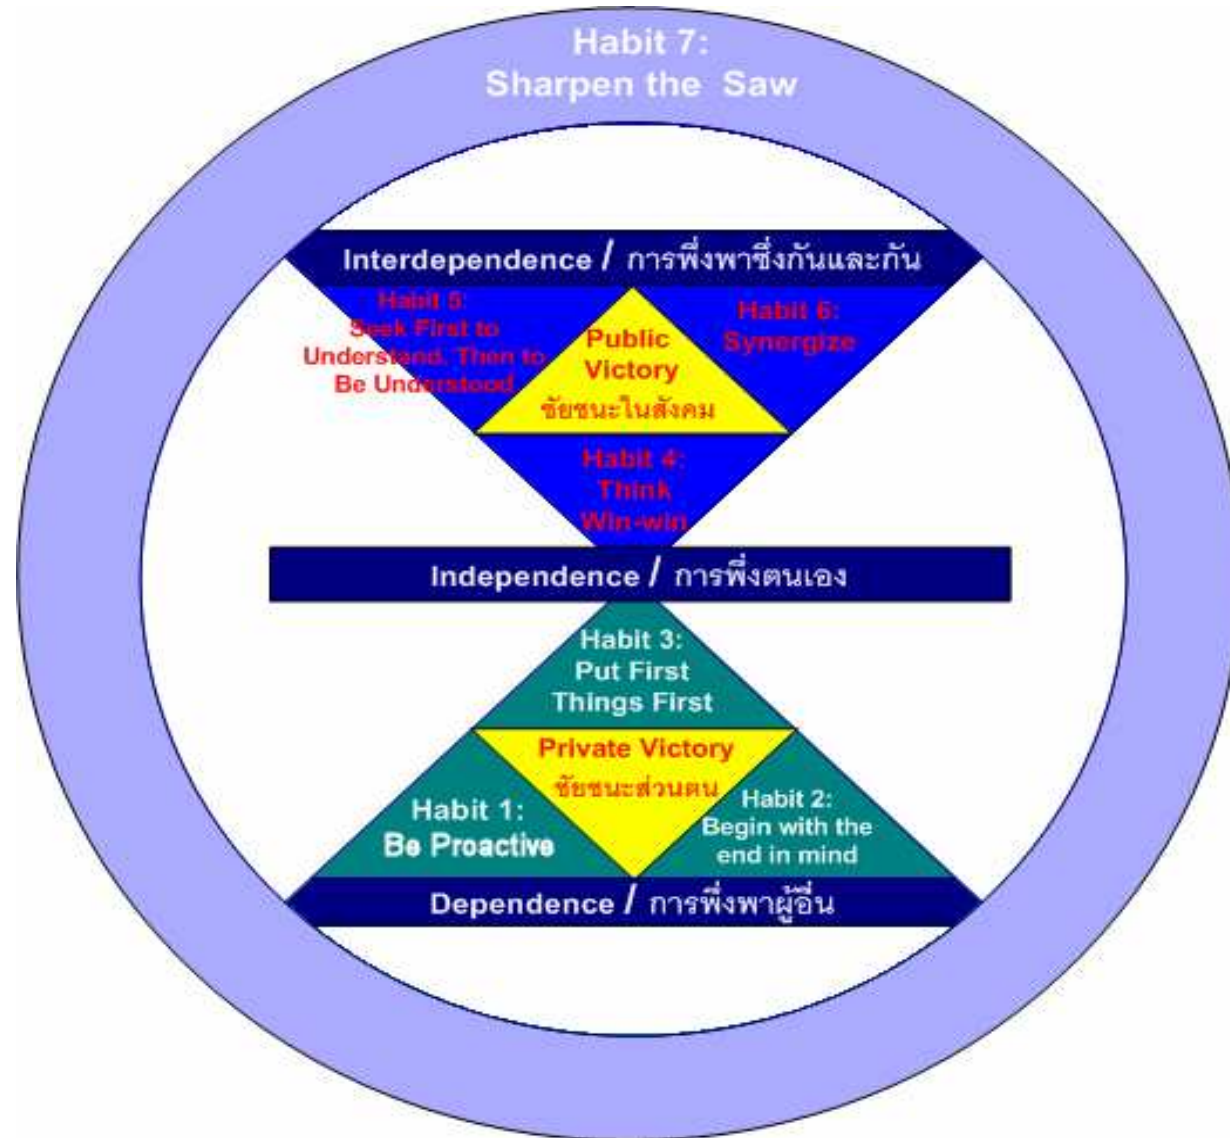 Habit 7:
Sharpen the Saw
Interdependence / การพึ่งพาซึ่งกันและกัน
Habit 5:
Seek First to
Understand, Then to
Be Understood
Public
Victory
ชัยชนะในสังคม
Habit 6:
Synergize
Habit 4:
Think
Win-win
Independence / การพึ่งตนเอง
Habit 3:
Put First
Things First
Private Victory
ชัยชนะส่วนตน
Habit 1:
Be Proactive
Habit 2:
Begin with the
end in mind
Dependence / การพึ่งพาผู้อื่น